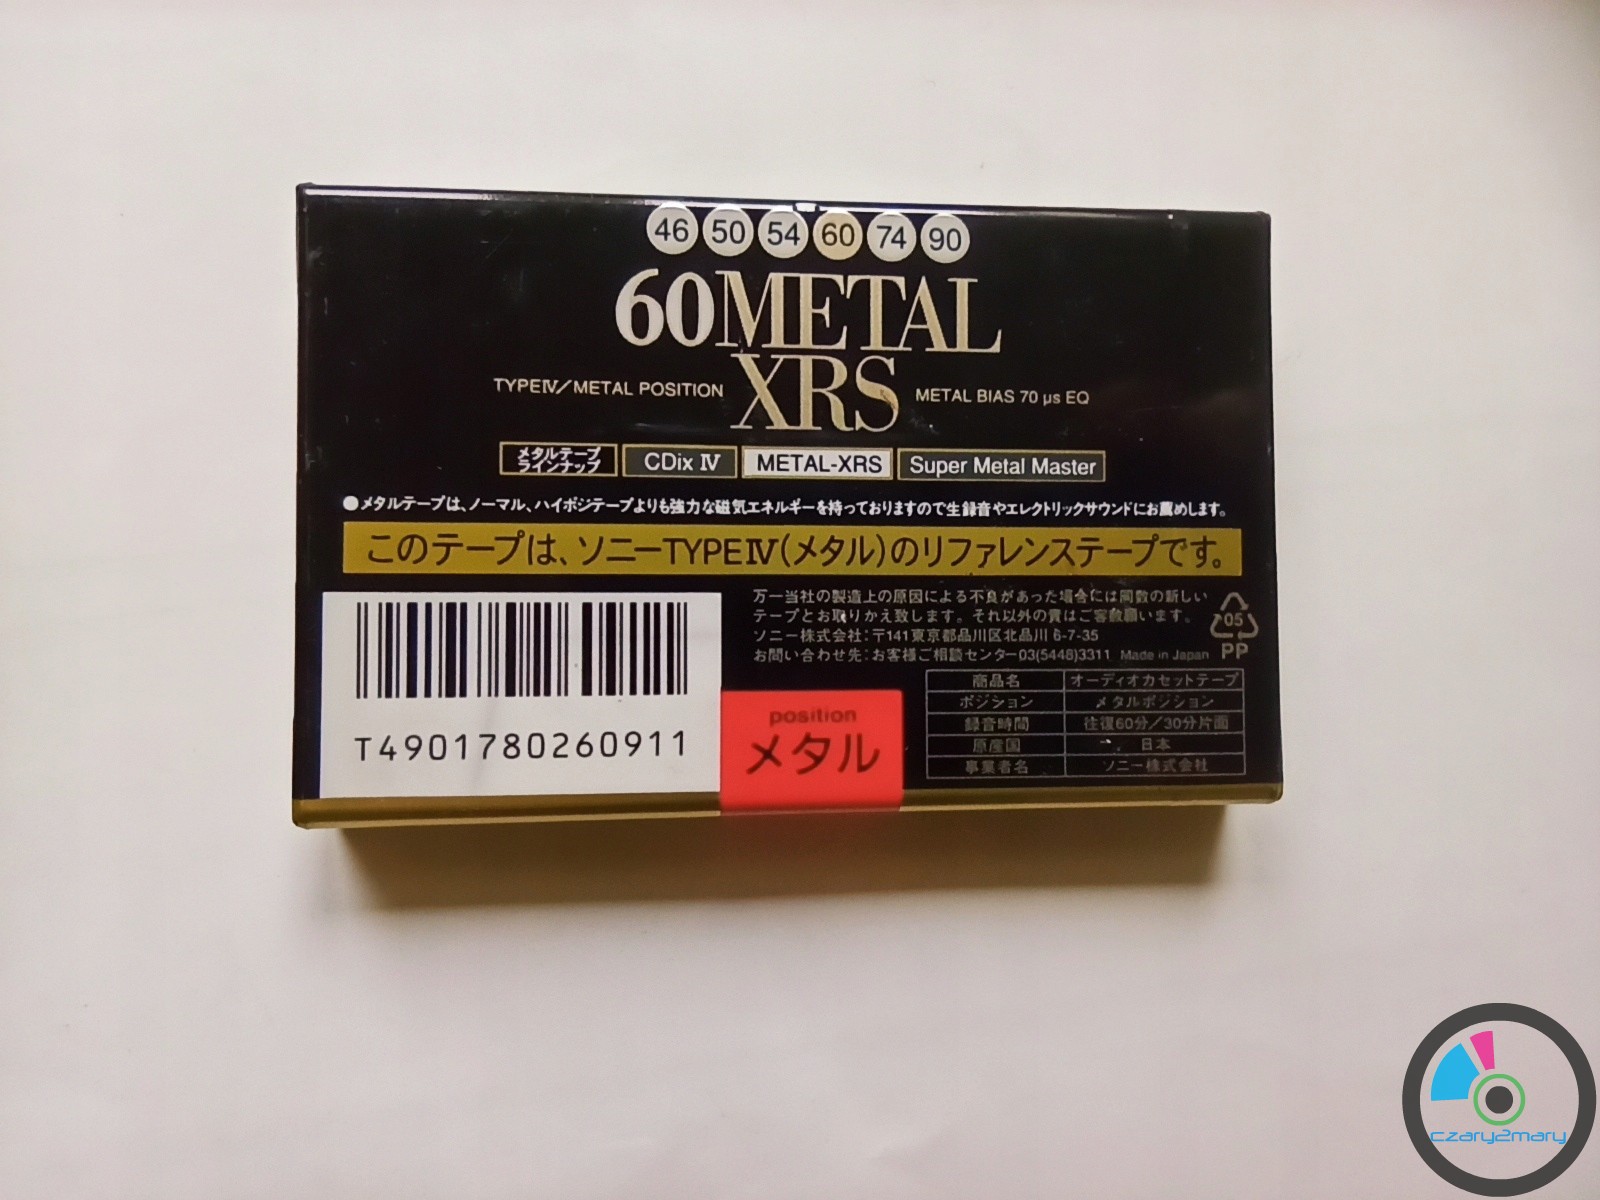 46 50 54 60 74 90
60METAL
XRS
TYPEⅣ/METAL POSITION
METAL BIAS 70 µs EQ
メタルテープ
ラインナップ
CDix Ⅳ
METAL-XRS
Super Metal Master
●メタルテープは、ノーマル、ハイポジテープよりも強力な磁気エネルギーを持っておりますので生録音やエレクトリックサウンドにお薦めします。
このテープは、ソニーTYPEⅣ(メタル)のリファレンステープです。
T4901780260911
position
メタル
万一当社の製造上の原因による不良があった場合には同数の新しい
テープとお取りかえ致します。それ以外の責はご容赦願います。
ソニー株式会社:〒141東京都品川区北品川 6-7-35
お問い合わせ先:お客様ご相談センター03(5448)3311 Made in Japan
05
PP
商品名 オーディオカセットテープ
ポジション メタルポジション
録音時間 往復60分/30分片面
原産国 日本
事業者名 ソニー株式会社
czary2mary